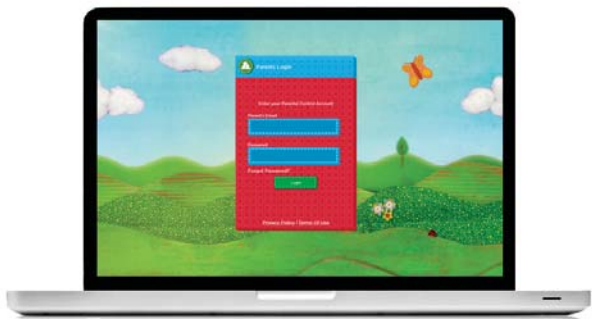 Parents Login
Enter your Parental Control Account
Parent's Email
Password
Forgot Password?
Login
Privacy Policy | Terms of Use